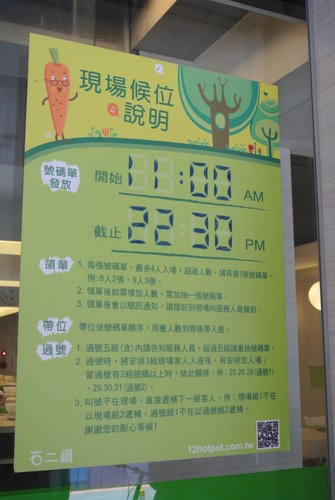 現場候位
說明
號碼單
發放
開始 11:00 AM
截止 22:30 PM
領單
1. 每張號碼單，最多4人入場，超過人數，請再領1張號碼單。
例：8人2張，9人3張。
2. 領單後如需增加人數，需加抽一張號碼單。
3. 領單後會以簡訊通知，請提前到現場向服務人員報到。
帶位
帶位依號碼單順序，用餐人數到齊後帶入座。
過號
1. 過號五組(含)內請告知服務人員，超過五組請重抽號碼單。
2. 過號時，將安排3組現場客人入座後，再安排您入場；
當過號有2組號碼以上時，依此類推。例：25.26.28(過號1)
、29.30.31(過號2)。
3. 叫號不在現場，直接遞補下一組客人。例：現場組1不在
以現場組2遞補，過號組1不在以過號組2遞補。
謝謝您的耐心等候！
石二鍋
12hotpot.com.tw